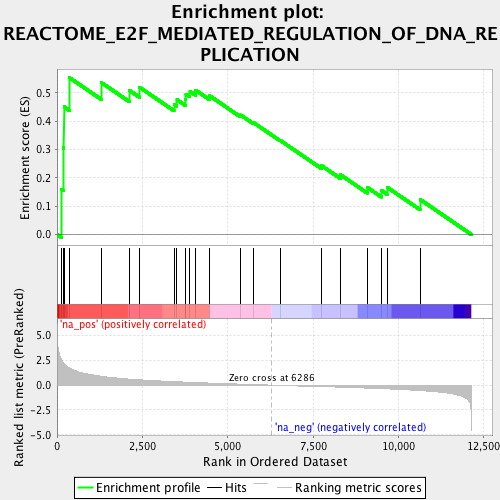 Enrichment plot:
REACTOME_E2F_MEDIATED_REGULATION_OF_DNA_RE
PLICATION
Enrichment score (ES)
0.5
0.4
0.3
0.2
0.1
0.0
'na_pos' (positively correlated)
Ranked list metric (PreRanked)
5.0
2.5
0.0
-2.5
-5.0
Zero cross at 6286
'na_neg' (negatively correlated)
0 2,500 5,000 7,500 10,000 12,500
Rank in Ordered Dataset
Enrichment profile Hits Ranking metric scores